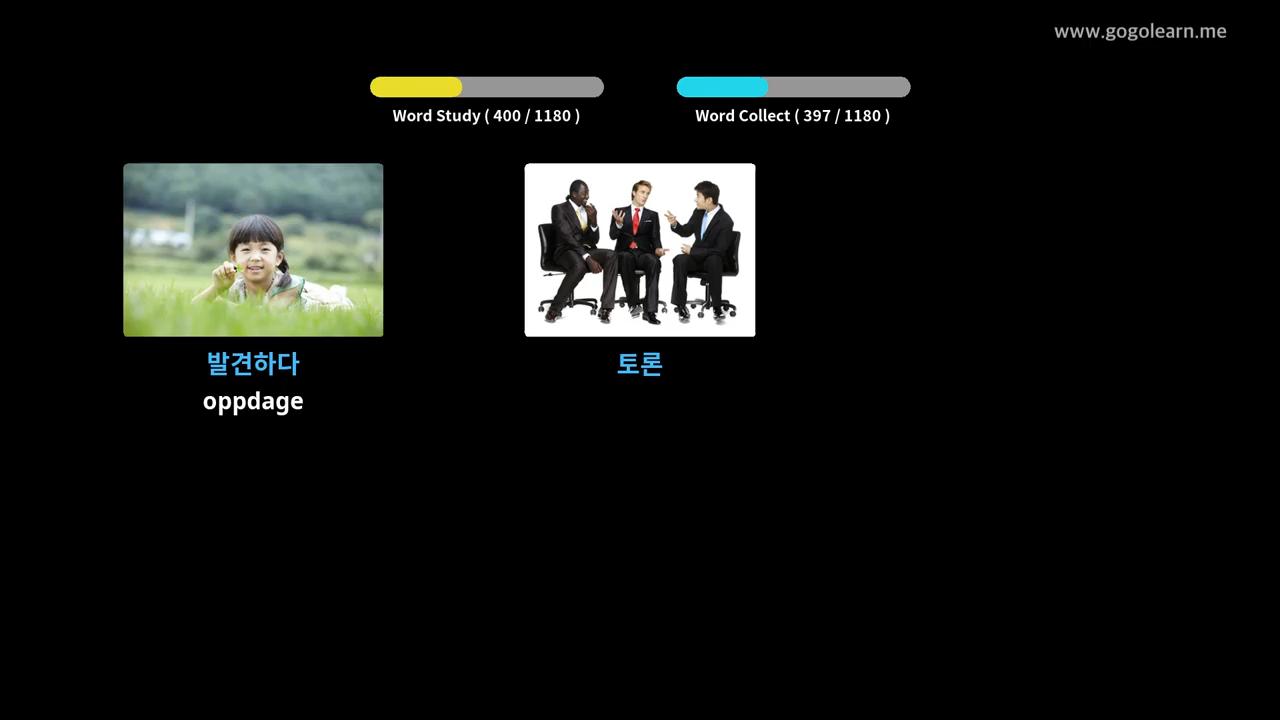 www.gogolearn.me
Word Study ( 400 / 1180 )
Word Collect ( 397 / 1180 )
발견하다
oppdage
토론